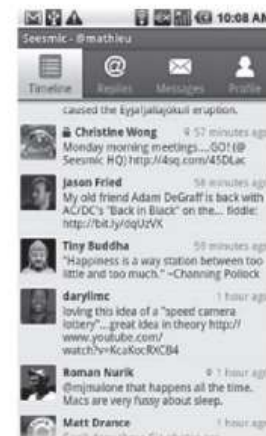 10:08 AM
Seesmic - @mathieu
Timeline Replies Messages Profile
caused the Eyjafjallajokull eruption.
Christine Wong 57 minutes ago
Monday morning meetings....GO! (@
Seesmic HQ) http://4sq.com/45DLac
Jason Fried 58 minutes ago
My old friend Adam DeGraff is back with
AC/DC's "Back in Black" on the... fiddle:
http://bit.ly/dqUzVX
Tiny Buddha 59 minutes ago
"Happiness is a way station between too
little and too much." ~Channing Pollock
darylimc 1 hour ago
loving this idea of a "speed camera
lottery"...great idea in theory http://
www.youtube.com/
watch?v=KcaKocRXCB4
Roman Nurik 1 hour ago
@mjmalone that happens all the time.
Macs are very fussy about sleep.
Matt Drance 1 hour ago